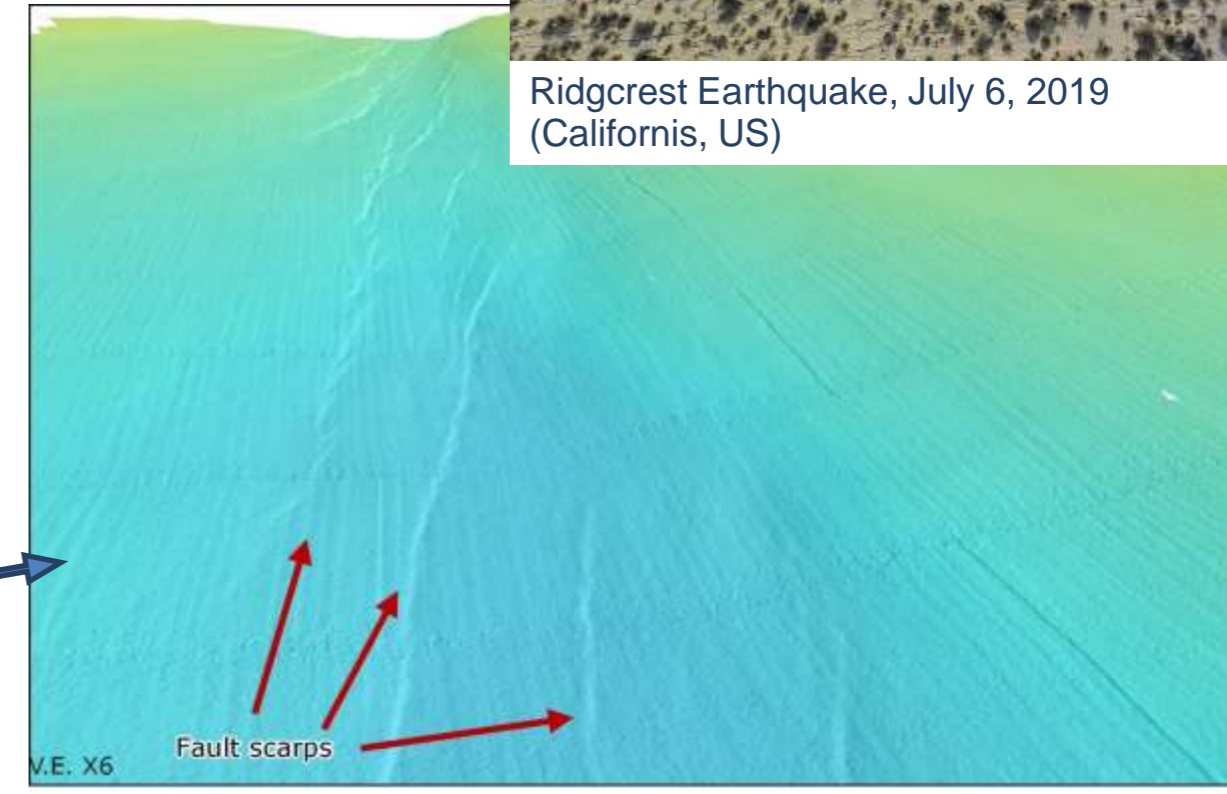 Ridgcrest Earthquake, July 6, 2019
(Californis, US)
Fault scarps
V.E. X6